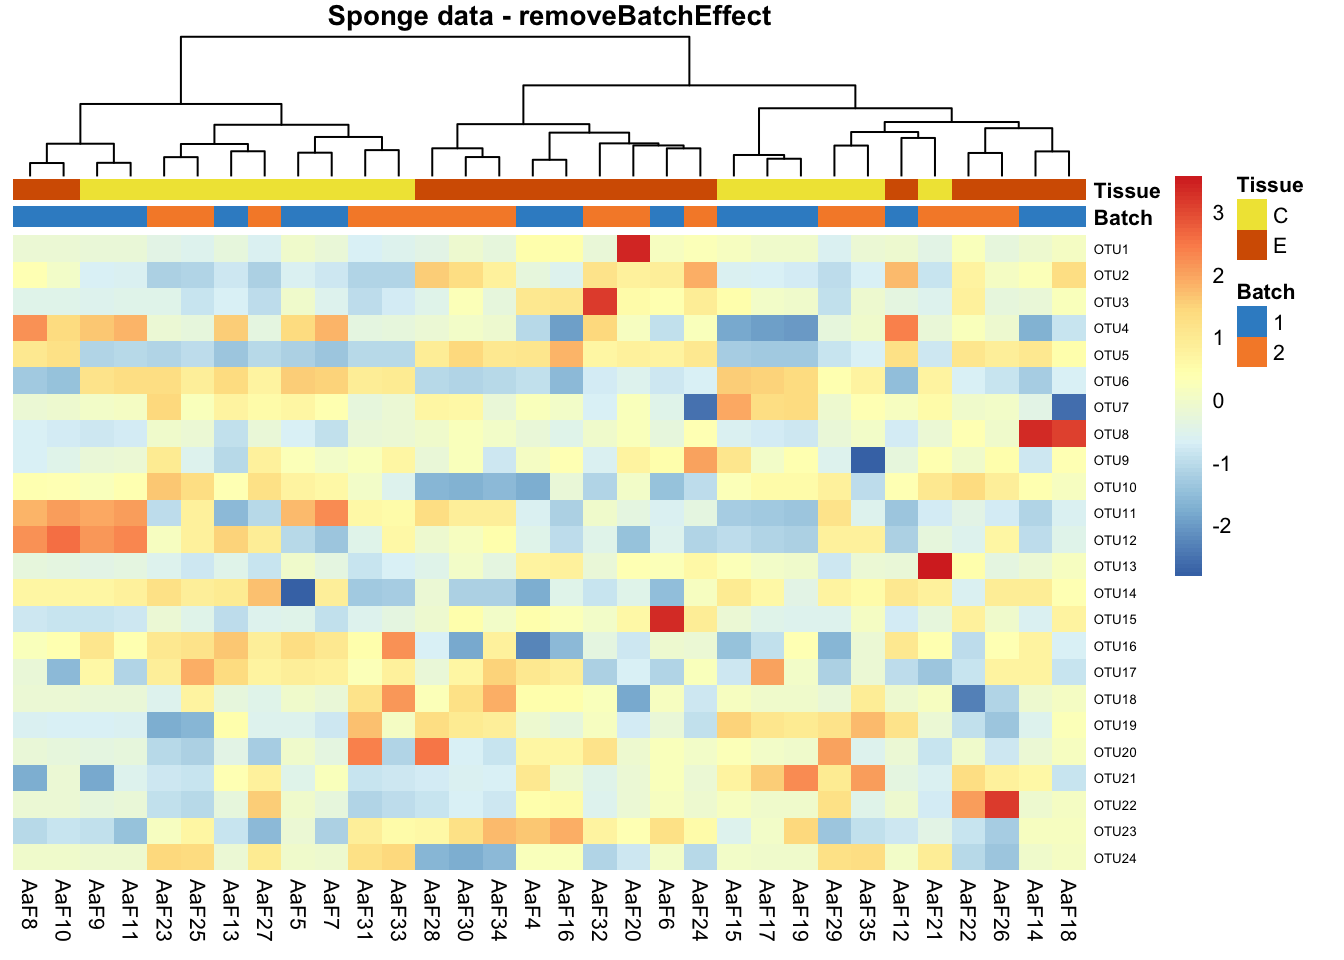 Sponge data - removeBatchEffect
Tissue
Batch
OTU1
OTU2
OTU3
OTU4
OTU5
OTU6
OTU7
OTU8
OTU9
OTU10
OTU11
OTU12
OTU13
OTU14
OTU15
OTU16
OTU17
OTU18
OTU19
OTU20
OTU21
OTU22
OTU23
OTU24
AaF8
AaF10
AaF9
AaF11
AaF23
AaF25
AaF13
AaF27
AaF5
AaF7
AaF31
AaF33
AaF28
AaF30
AaF34
AaF4
AaF16
AaF32
AaF20
AaF6
AaF24
AaF15
AaF17
AaF19
AaF29
AaF35
AaF12
AaF21
AaF22
AaF26
AaF14
AaF18
3
2
1
0
-1
-2
Tissue
C
E
Batch
1
2